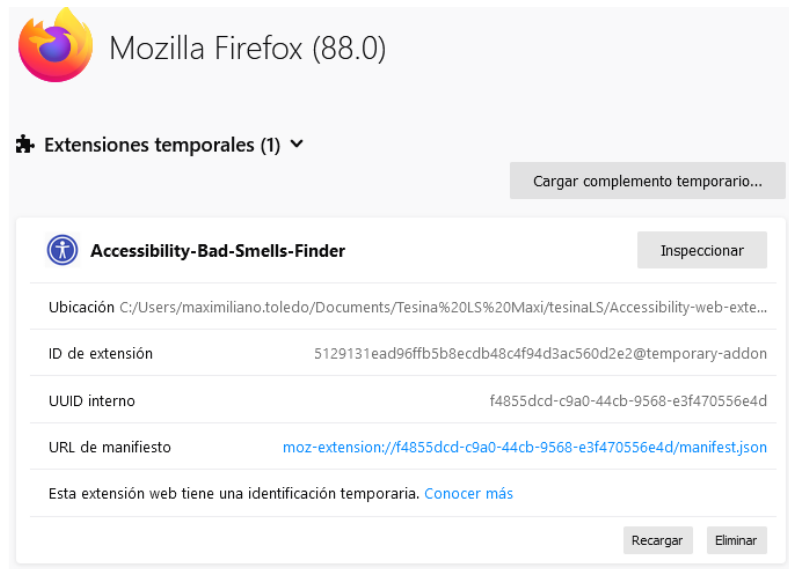 Mozilla Firefox (88.0)
Extensiones temporales (1)
Cargar complemento temporario...
Accessibility-Bad-Smells-Finder
Inspeccionar
Ubicación C:/Users/maximiliano.toledo/Documents/Tesina%20LS%20Maxi/tesinaLS/Accessibility-web-exte...
ID de extensión 5129131ead96ffb5b8ecdb48c4f94d3ac560d2e2@temporary-addon
UUID interno f4855dcd-c9a0-44cb-9568-e3f470556e4d
URL de manifiesto moz-extension://f4855dcd-c9a0-44cb-9568-e3f470556e4d/manifest.json
Esta extensión web tiene una identificación temporaria. Conocer más
Recargar Eliminar